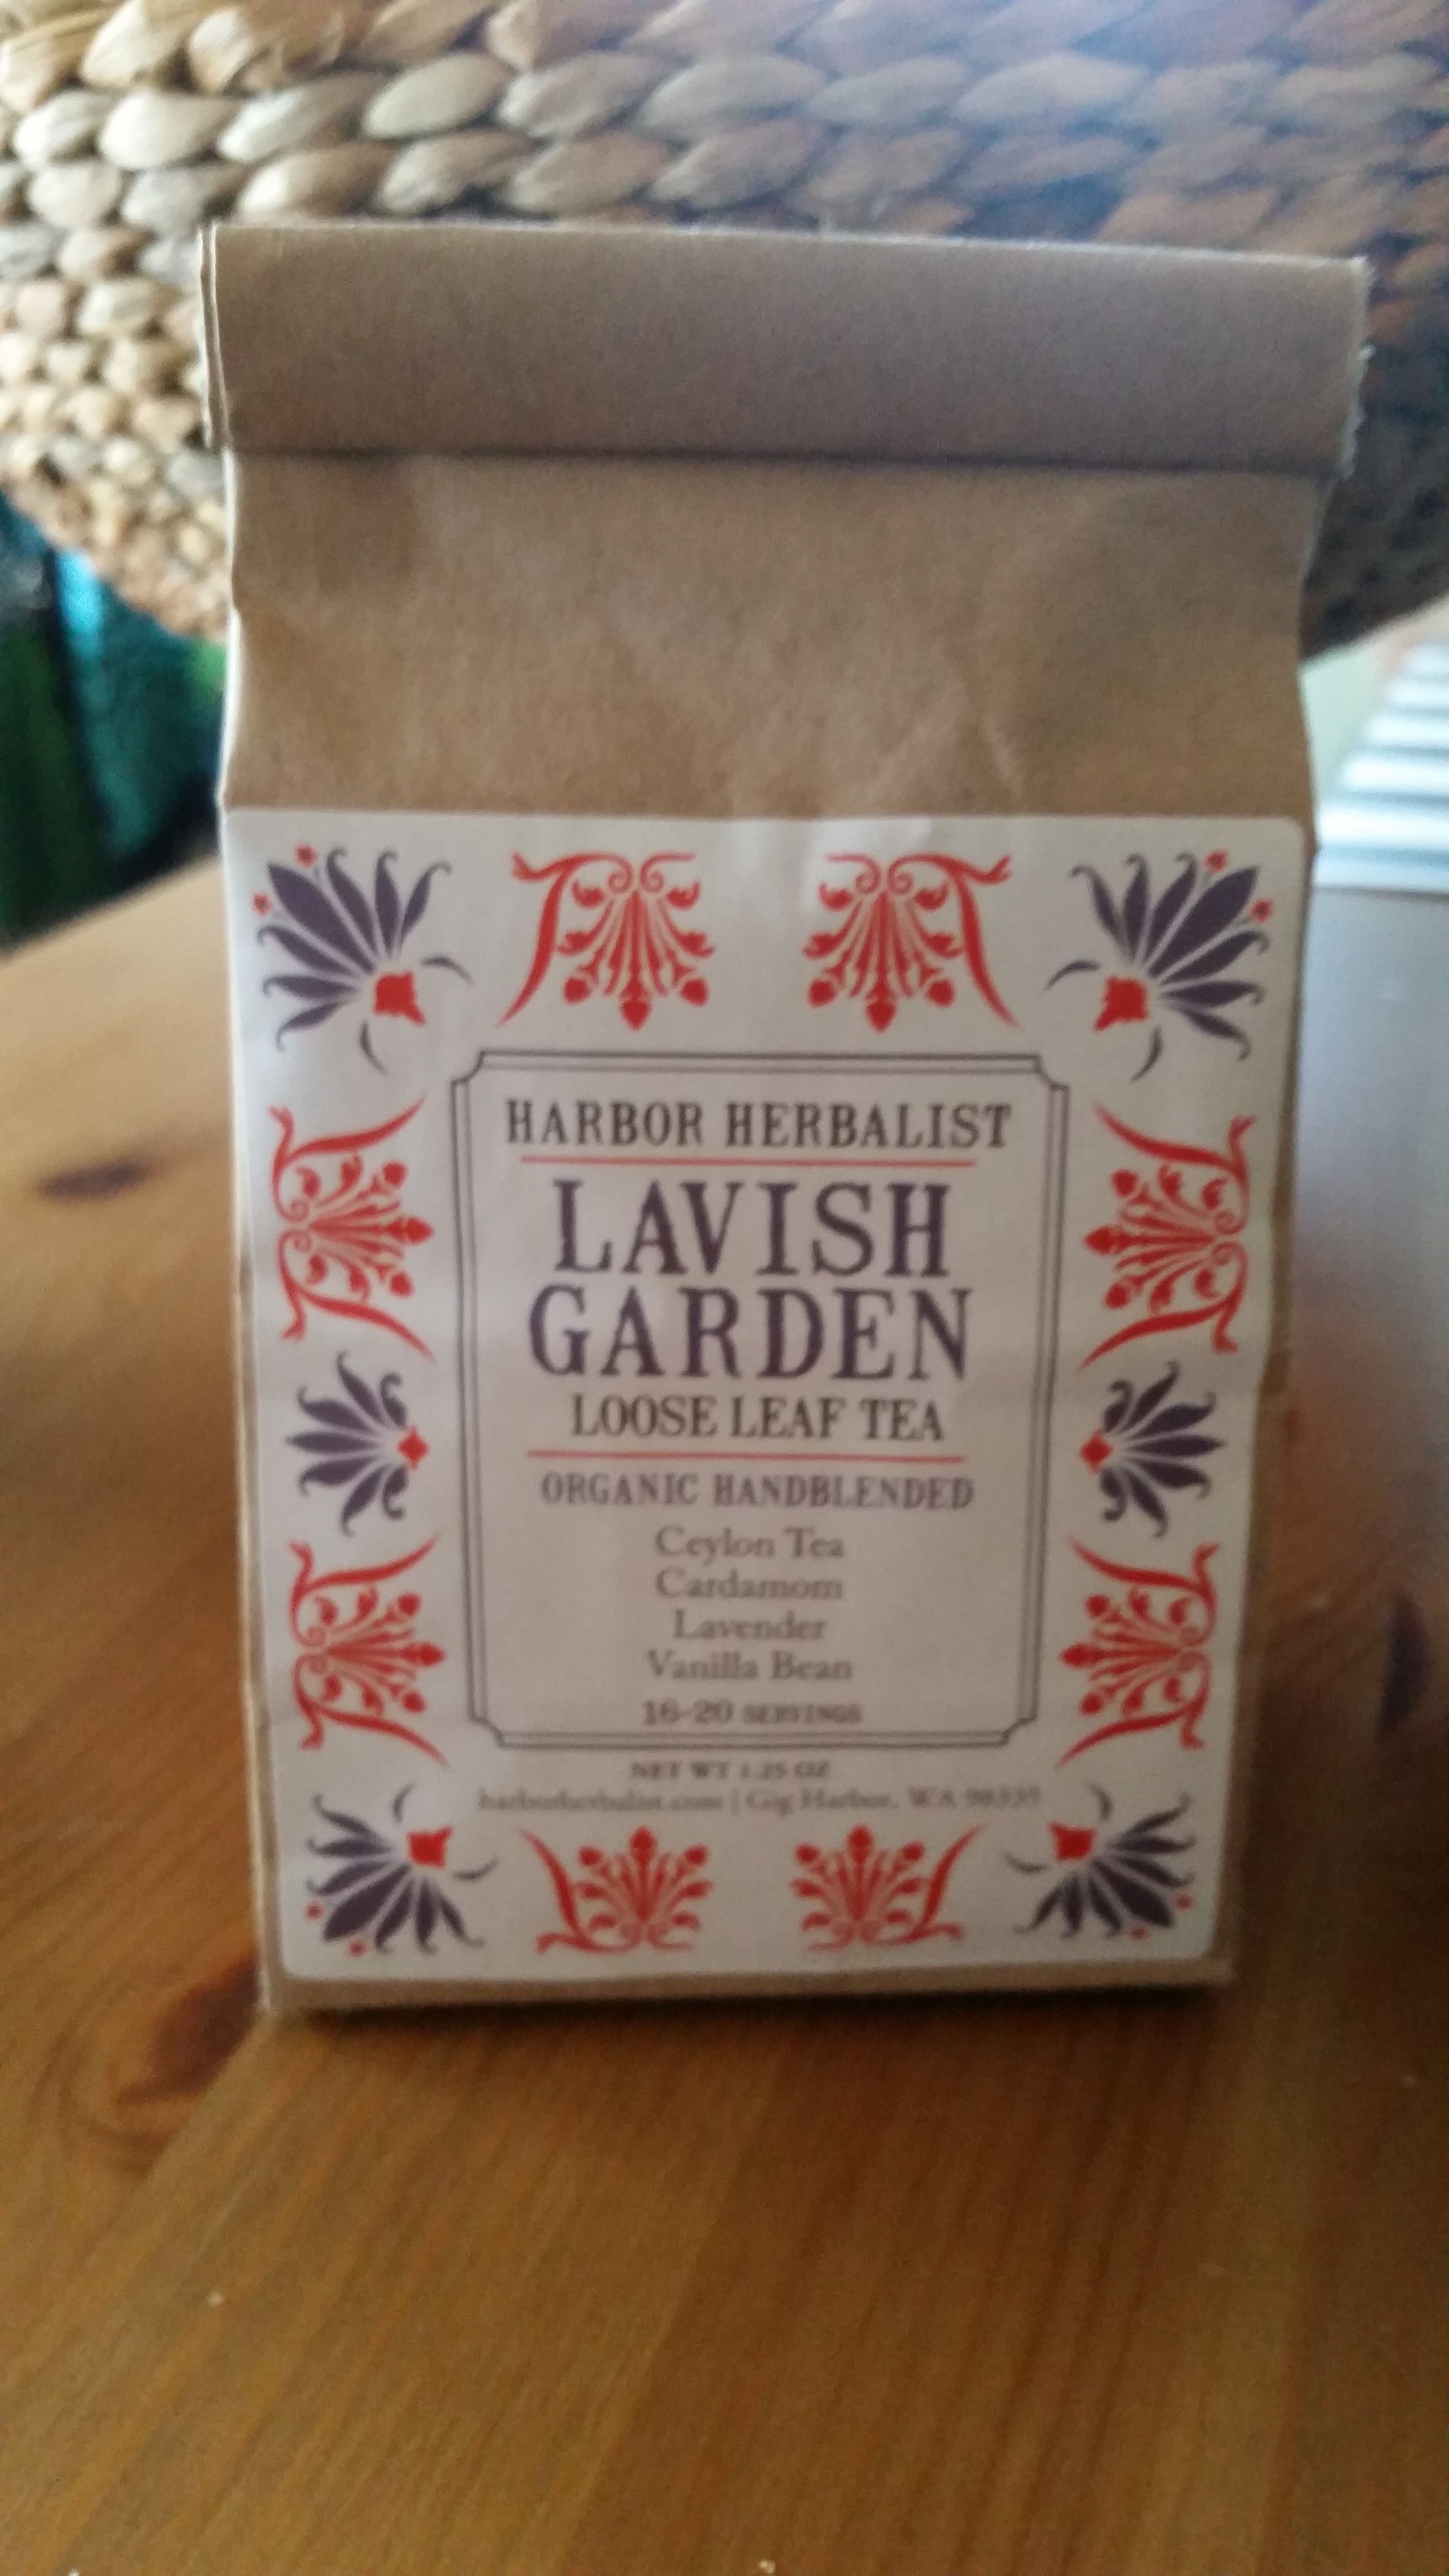 HARBOR HERBALIST
LAVISH
GARDEN
LOOSE LEAF TEA
ORGANIC HANDBLENDED
Ceylon Tea
Cardamom
Lavender
Vanilla Bean
16-20 SERVINGS
NET WT 1.25 OZ
harborherbalist.com | Gig Harbor, WA 98335